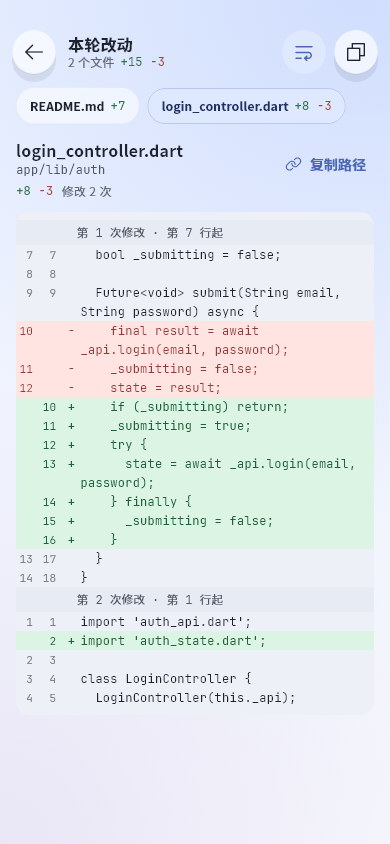 本轮改动
2 个文件 +15 -3
README.md +7
login_controller.dart +8 -3
login_controller.dart
app/lib/auth
复制路径
+8 -3 修改 2 次
第 1 次修改 · 第 7 行起
7 7 bool _submitting = false;
8 8
9 9 Future<void> submit(String email,
String password) async {
10 - final result = await
_api.login(email, password);
11 - _submitting = false;
12 - state = result;
10 + if (_submitting) return;
11 + _submitting = true;
12 + try {
13 + state = await _api.login(email,
password);
14 + } finally {
15 + _submitting = false;
16 + }
13 17 }
14 18 }
第 2 次修改 · 第 1 行起
1 1 import 'auth_api.dart';
2 + import 'auth_state.dart';
2 3
3 4 class LoginController {
4 5 LoginController(this._api);